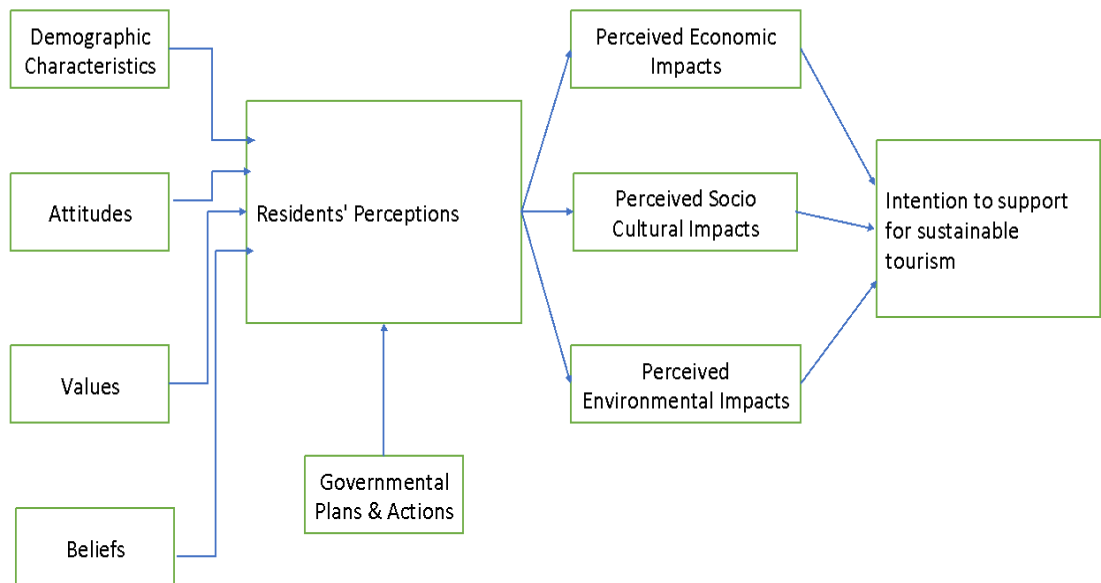 Demographic
Characteristics
Attitudes
Values
Beliefs
Residents' Perceptions
Governmental
Plans & Actions
Perceived Economic
Impacts
Perceived Socio
Cultural Impacts
Perceived
Environmental Impacts
Intention to support
for sustainable
tourism